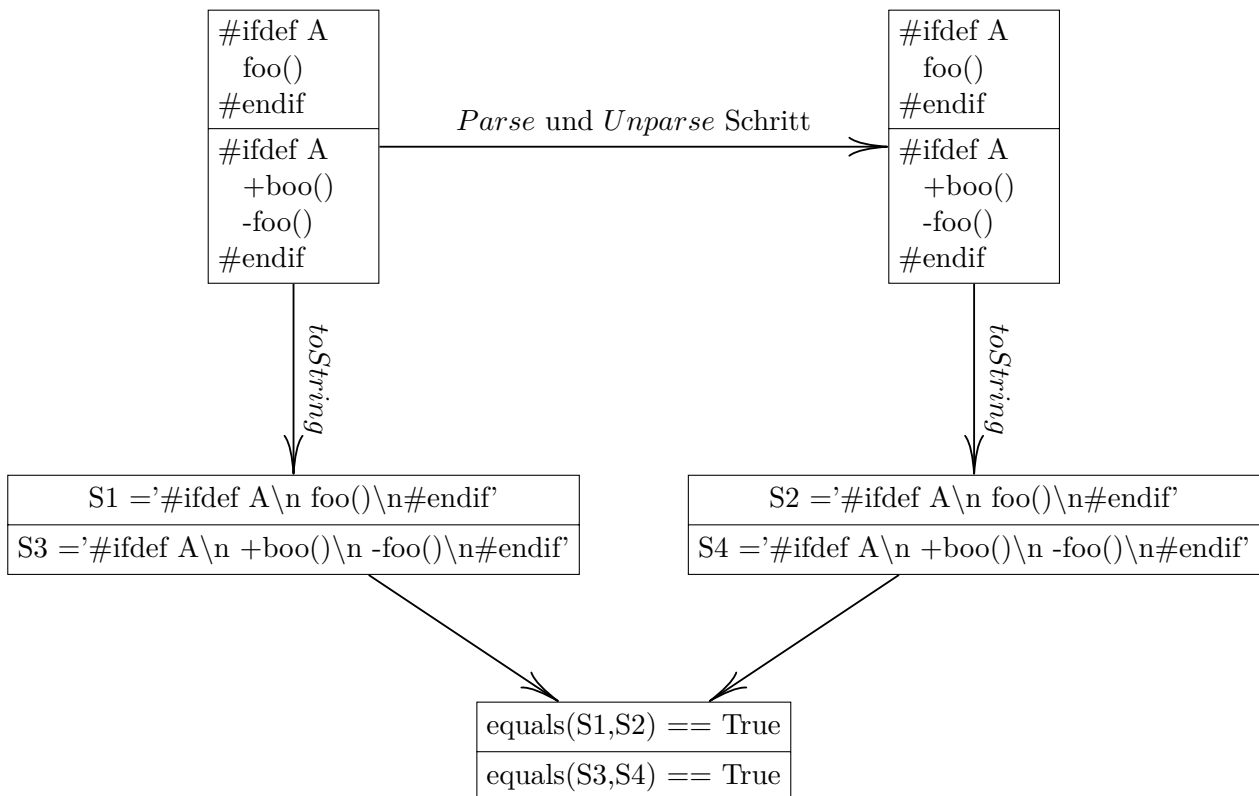 #ifdef A
foo()
#endif
#ifdef A
+boo()
-foo()
#endif
Parse und Unparse Schritt
#ifdef A
foo()
#endif
#ifdef A
+boo()
-foo()
#endif
toString
toString
S1 =’#ifdef A\n foo()\n#endif’
S3 =’#ifdef A\n +boo()\n -foo()\n#endif’
S2 =’#ifdef A\n foo()\n#endif’
S4 =’#ifdef A\n +boo()\n -foo()\n#endif’
equals(S1,S2) == True
equals(S3,S4) == True